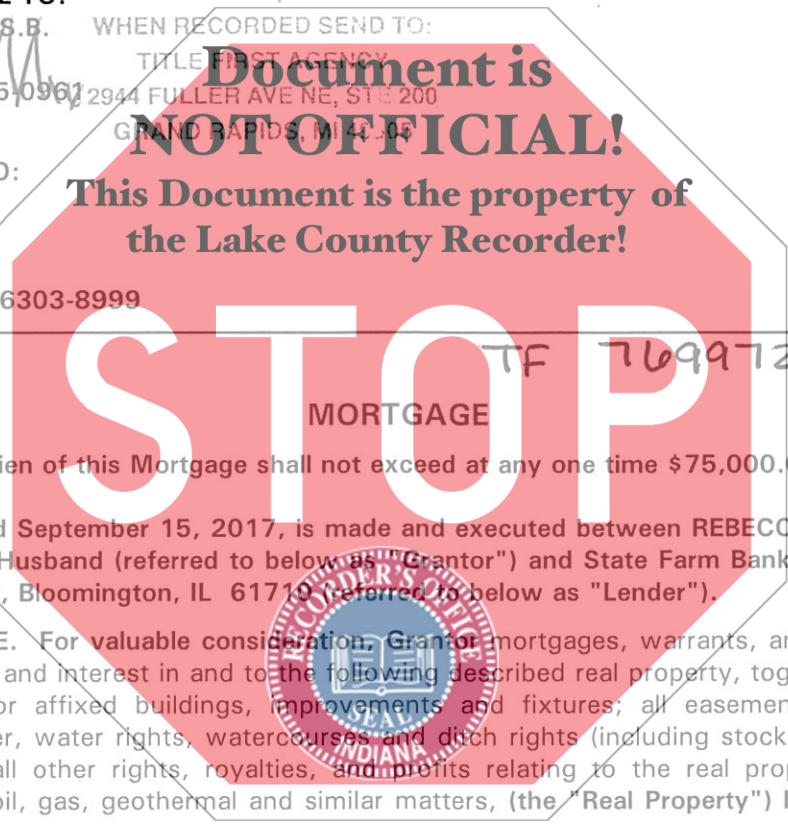 S.B. WHEN RECORDED SEND TO:
TITLE FIRST AGENCY
Document is
5-0961 2944 FULLER AVE NE, STE 200
GRAND RAPIDS, MI
NOT OFFICIAL!
D:
This Document is the property of
the Lake County Recorder!
6303-8999
STOP
TF 769972
MORTGAGE
ien of this Mortgage shall not exceed at any one time $75,000.
d September 15, 2017, is made and executed between REBECC
Husband (referred to below as "Grantor") and State Farm Bank
, Bloomington, IL 61710 (referred to below as "Lender").
RECORDER'S OFFICE
E. For valuable consideration, Grantor mortgages, warrants, a
and interest in and to the following described real property, tog
or affixed buildings, improvements and fixtures; all easemen
SEAL
er, water rights, watercourses and ditch rights (including stock
INDIANA
all other rights, royalties, and profits relating to the real prop
oil, gas, geothermal and similar matters, (the "Real Property") l